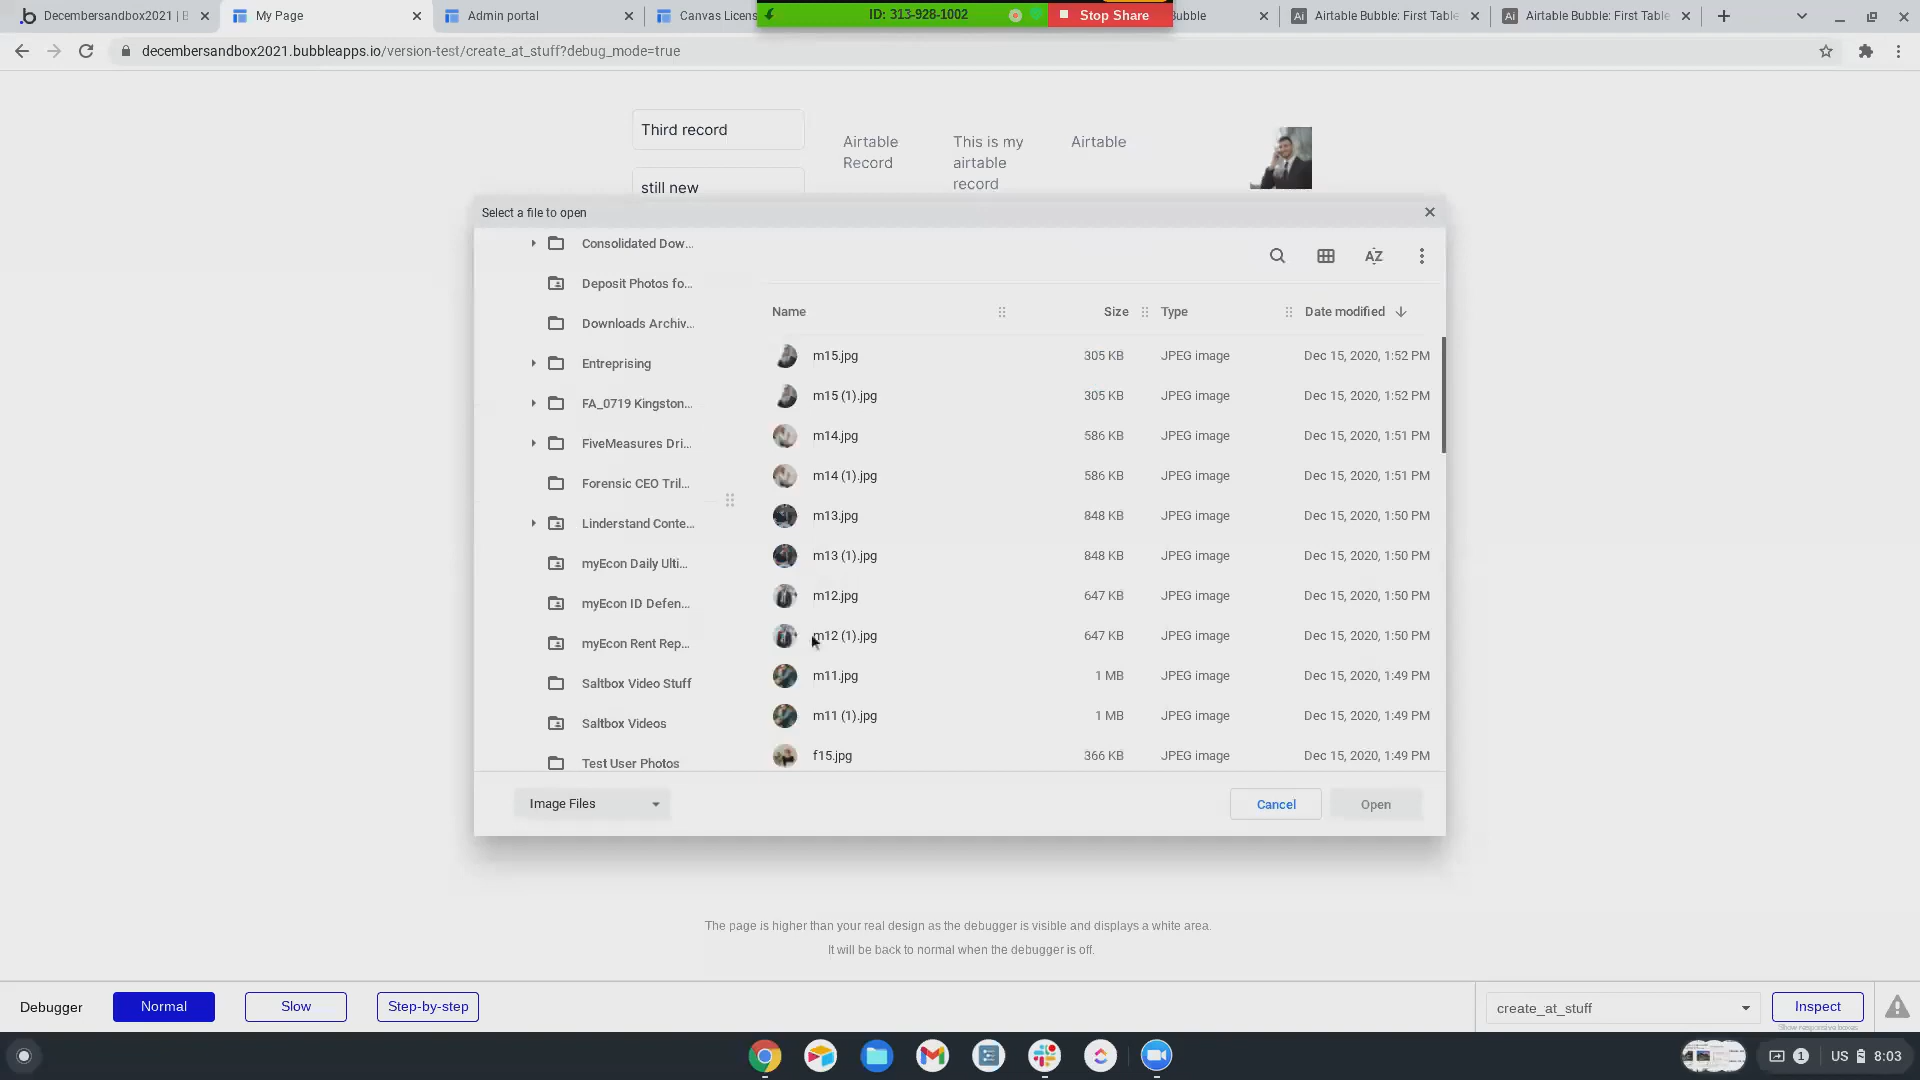 Decembersandbox2021 | B
My Page
Admin portal
Canvas Licens
ID: 313-928-1002
Stop Share
Bubble
Airtable Bubble: First Table
Airtable Bubble: First Table
decembersandbox2021.bubbleapps.io/version-test/create_at_stuff?debug_mode=true
Third record
still new
Airtable
Record
This is my
airtable
record
Airtable
Select a file to open
Consolidated Dow...
Deposit Photos fo...
Downloads Archiv...
Entreprising
FA_0719 Kingston...
FiveMeasures Dri...
Forensic CEO Tril...
Linderstand Conte...
myEcon Daily Ulti...
myEcon ID Defen...
myEcon Rent Rep...
Saltbox Video Stuff
Saltbox Videos
Test User Photos
AZ
Name Size Type Date modified
m15.jpg 305 KB JPEG image Dec 15, 2020, 1:52 PM
m15 (1).jpg 305 KB JPEG image Dec 15, 2020, 1:52 PM
m14.jpg 586 KB JPEG image Dec 15, 2020, 1:51 PM
m14 (1).jpg 586 KB JPEG image Dec 15, 2020, 1:51 PM
m13.jpg 848 KB JPEG image Dec 15, 2020, 1:50 PM
m13 (1).jpg 848 KB JPEG image Dec 15, 2020, 1:50 PM
m12.jpg 647 KB JPEG image Dec 15, 2020, 1:50 PM
m12 (1).jpg 647 KB JPEG image Dec 15, 2020, 1:50 PM
m11.jpg 1 MB JPEG image Dec 15, 2020, 1:49 PM
m11 (1).jpg 1 MB JPEG image Dec 15, 2020, 1:49 PM
f15.jpg 366 KB JPEG image Dec 15, 2020, 1:49 PM
Image Files
Cancel
Open
The page is higher than your real design as the debugger is visible and displays a white area.
It will be back to normal when the debugger is off.
Debugger
Normal
Slow
Step-by-step
create_at_stuff
Inspect
Show responsive boxes
1
US
8:03